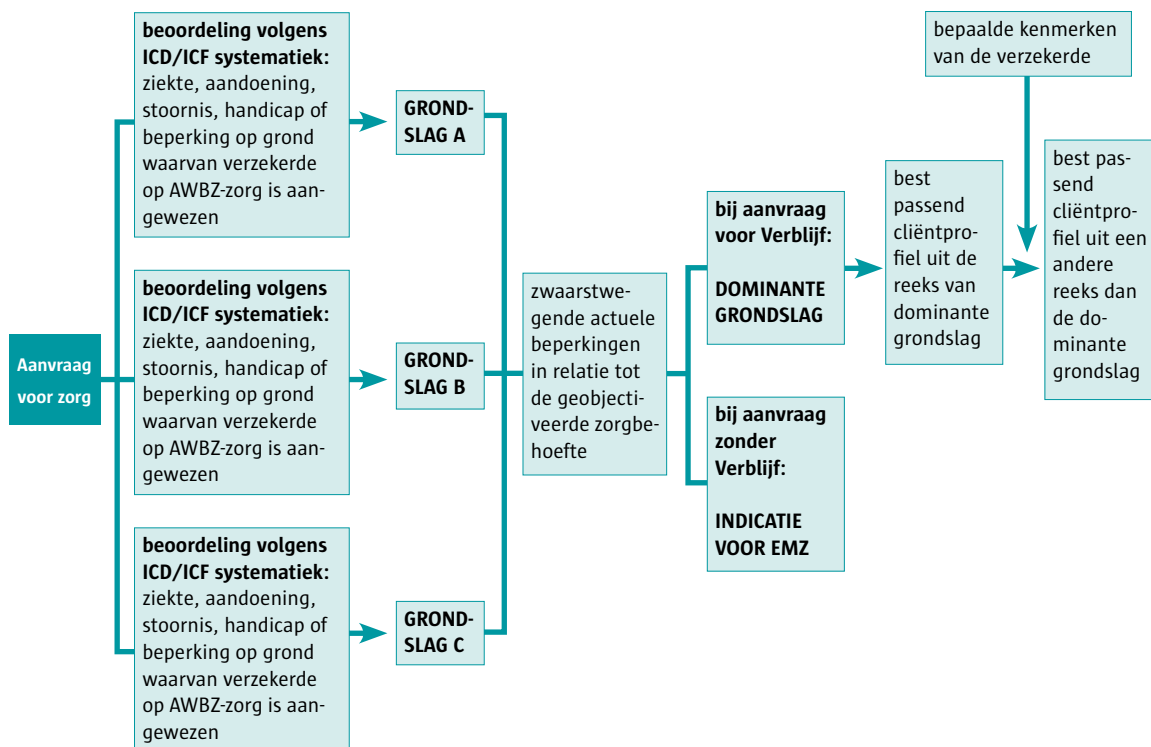 Aanvraag
voor zorg
beoordeling volgens
ICD/ICF systematiek:
ziekte, aandoening,
stoornis, handicap of
beperking op grond
waarvan verzekerde
op AWBZ-zorg is aan-
gewezen
GROND-
SLAG A
beoordeling volgens
ICD/ICF systematiek:
ziekte, aandoening,
stoornis, handicap of
beperking op grond
waarvan verzekerde
op AWBZ-zorg is aan-
gewezen
GROND-
SLAG B
beoordeling volgens
ICD/ICF systematiek:
ziekte, aandoening,
stoornis, handicap of
beperking op grond
waarvan verzekerde
op AWBZ-zorg is aan-
gewezen
GROND-
SLAG C
zwaarstwe-
gende actuele
beperkingen
in relatie tot
de geobjecti-
veerde zorgbe-
hoefte
bij aanvraag
voor Verblijf:
DOMINANTE
GRONDSLAG
bij aanvraag
zonder
Verblijf:
INDICATIE
VOOR EMZ
best
passend
cliëntpro-
fiel uit de
reeks van
dominante
grondslag
bepaalde kenmerken
van de verzekerde
best pas-
send
cliëntpro-
fiel uit een
andere
reeks dan
de do-
minante
grondslag